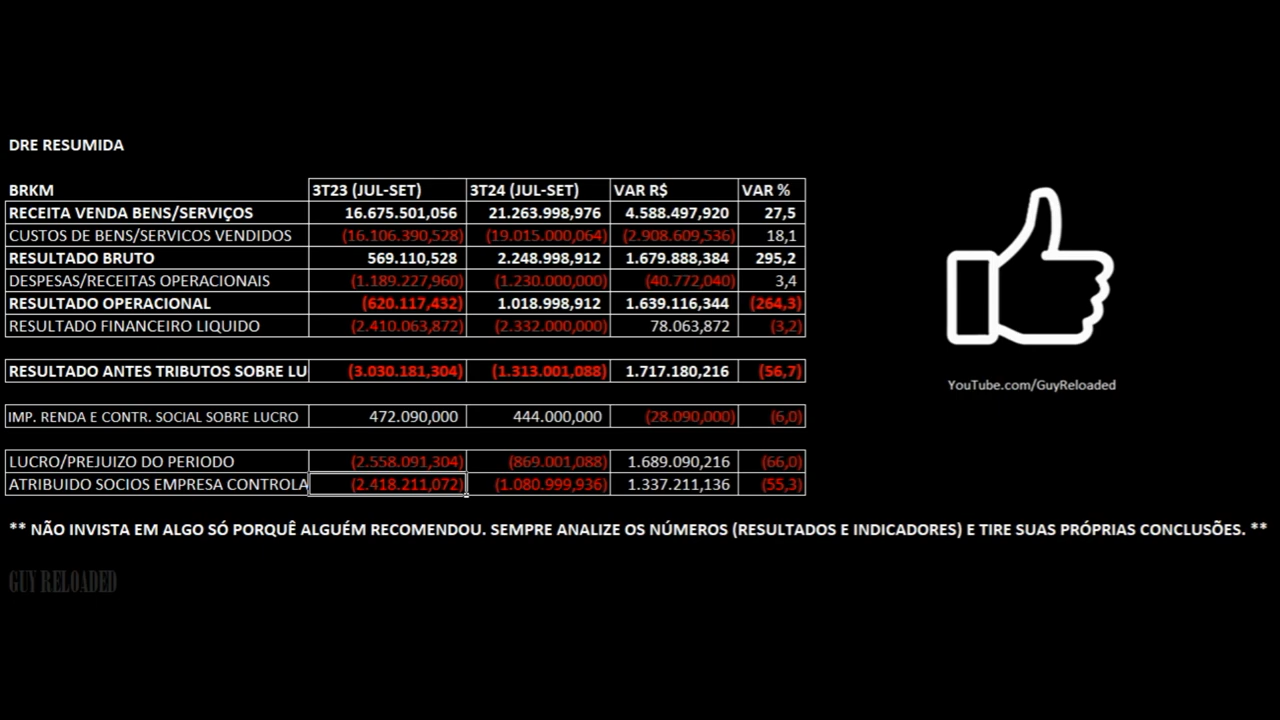 DRE RESUMIDA
BRKM 3T23 (JUL-SET) 3T24 (JUL-SET) VAR R$ VAR %
RECEITA VENDA BENS/SERVIÇOS 16.675.501,056 21.263.998,976 4.588.497,920 27,5
CUSTOS DE BENS/SERVICOS VENDIDOS (16.106.390,528) (19.015.000,064) (2.908.609,536) 18,1
RESULTADO BRUTO 569.110,528 2.248.998,912 1.679.888,384 295,2
DESPESAS/RECEITAS OPERACIONAIS (1.189.227,960) (1.230.000,000) (40.772,040) 3,4
RESULTADO OPERACIONAL (620.117,432) 1.018.998,912 1.639.116,344 (264,3)
RESULTADO FINANCEIRO LIQUIDO (2.410.063,872) (2.332.000,000) 78.063,872 (3,2)
RESULTADO ANTES TRIBUTOS SOBRE LU (3.030.181,304) (1.313.001,088) 1.717.180,216 (56,7)
IMP. RENDA E CONTR. SOCIAL SOBRE LUCRO 472.090,000 444.000,000 (28.090,000) (6,0)
LUCRO/PREJUIZO DO PERIODO (2.558.091,304) (869.001,088) 1.689.090,216 (66,0)
ATRIBUIDO SOCIOS EMPRESA CONTROLA (2.418.211,072) (1.080.999,936) 1.337.211,136 (55,3)
YouTube.com/GuyReloaded
** NÃO INVISTA EM ALGO SÓ PORQUÊ ALGUÉM RECOMENDOU. SEMPRE ANALIZE OS NÚMEROS (RESULTADOS E INDICADORES) E TIRE SUAS PRÓPRIAS CONCLUSÕES. **
GUY RELOADED